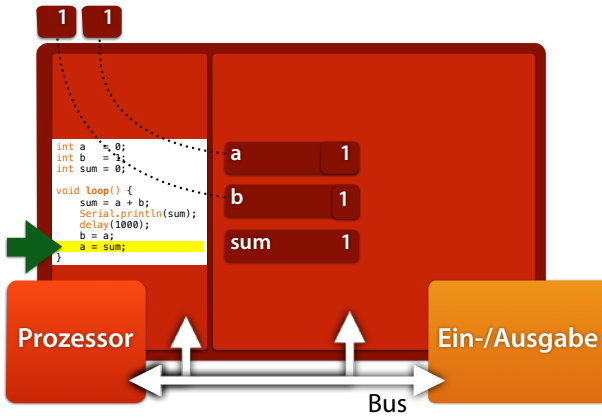 1 1
int a   = 0;
int b   = 1;
int sum = 0;
void loop() {
    sum = a + b;
    Serial.println(sum);
    delay(1000);
    b = a;
    a = sum;
}
a 1
b 1
sum 1
Prozessor
Ein-/Ausgabe
Bus